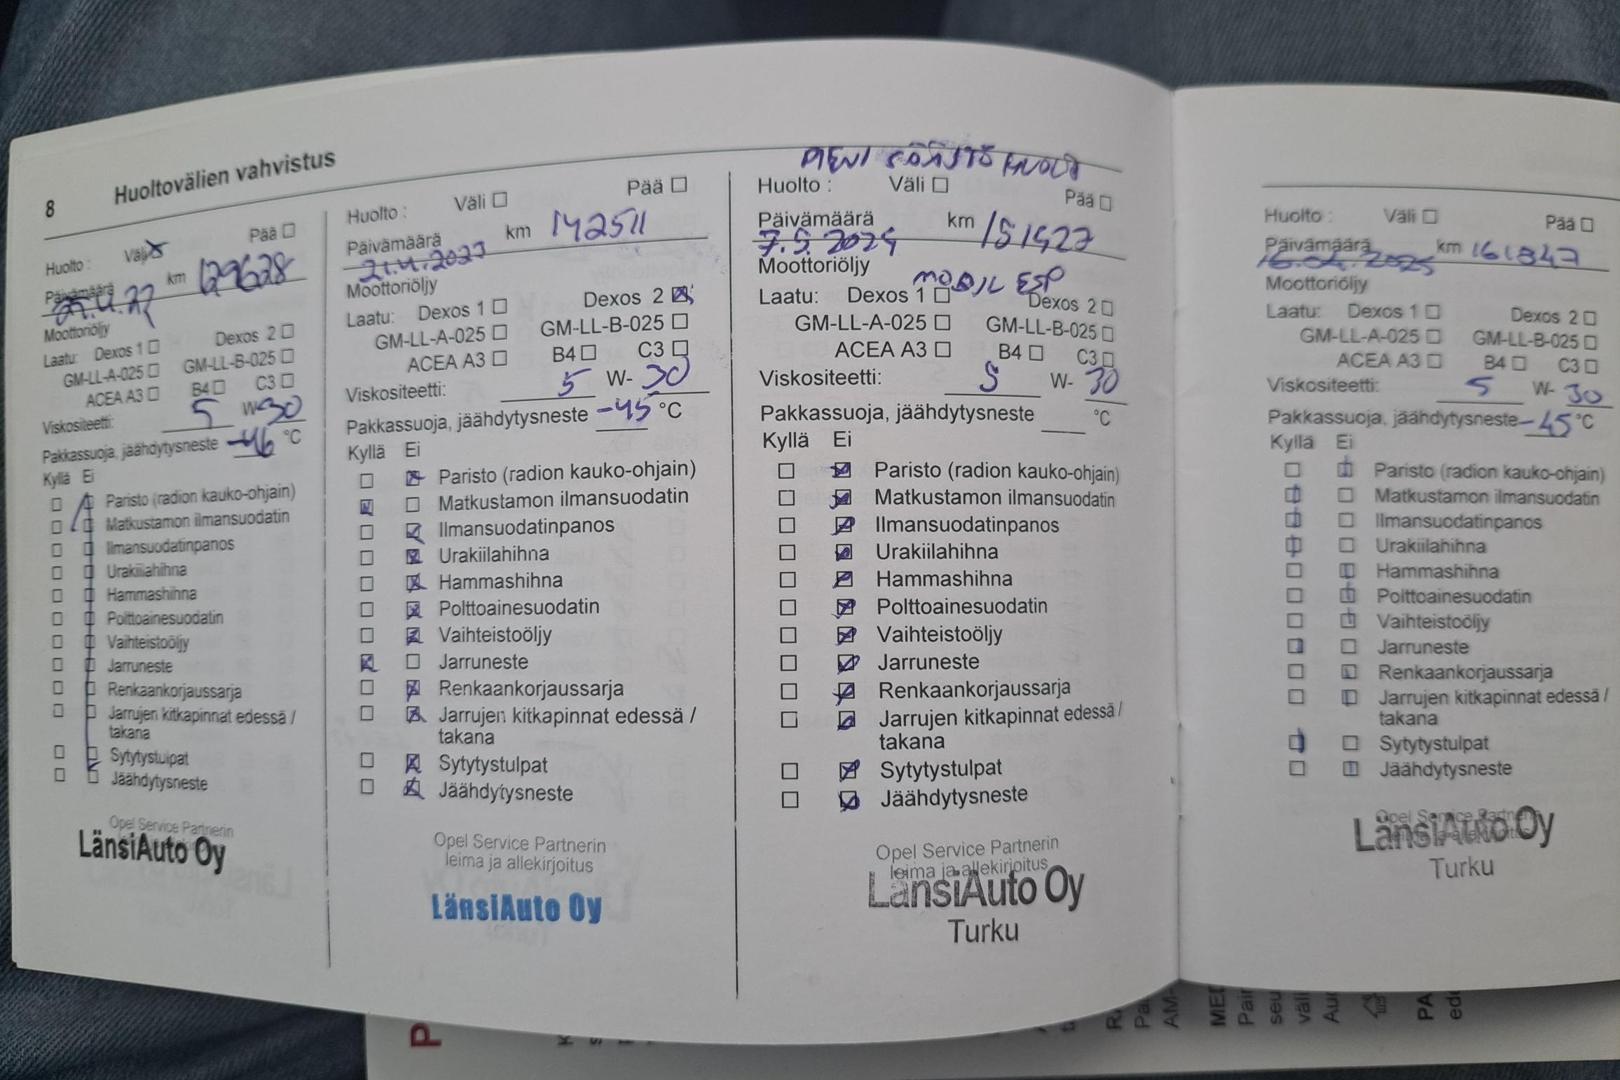 8 Huoltovälien vahvistus
Huolto : Väli Pää
Päivämäärä km 129628
Moottoriöljy
Laatu: Dexos 1 Dexos 2
GM-LL-A-025 GM-LL-B-025
ACEA A3 B4 C3
Viskositeetti: 5 W-30
Pakkassuoja, jäähdytysneste -46 °C
Kyllä Ei
Paristo (radion kauko-ohjain)
Matkustamon ilmansuodatin
Ilmansuodatinpanos
Urakiilahihna
Hammashihna
Polttoainesuodatin
Vaihteistoöljy
Jarruneste
Renkaankorjaussarja
Jarrujen kitkapinnat edessä /
takana
Sytytystulpat
Jäähdytysneste
Opel Service Partnerin
LänsiAuto Oy
Huolto : Väli Pää
Päivämäärä km 142511
21.4.2023
Moottoriöljy
Laatu: Dexos 1 Dexos 2
GM-LL-A-025 GM-LL-B-025
ACEA A3 B4 C3
Viskositeetti: 5 W- 30
Pakkassuoja, jäähdytysneste -45 °C
Kyllä Ei
Paristo (radion kauko-ohjain)
Matkustamon ilmansuodatin
Ilmansuodatinpanos
Urakiilahihna
Hammashihna
Polttoainesuodatin
Vaihteistoöljy
Jarruneste
Renkaankorjaussarja
Jarrujen kitkapinnat edessä /
takana
Sytytystulpat
Jäähdytysneste
Opel Service Partnerin
leima ja allekirjoitus
LänsiAuto Oy
PIENI SÄÄSTÖ HUOLTO
Huolto : Väli Pää
Päivämäärä km 151427
7.5.2024
Moottoriöljy MOBIL ESP
Laatu: Dexos 1 Dexos 2
GM-LL-A-025 GM-LL-B-025
ACEA A3 B4 C3
Viskositeetti: 5 W- 30
Pakkassuoja, jäähdytysneste °C
Kyllä Ei
Paristo (radion kauko-ohjain)
Matkustamon ilmansuodatin
Ilmansuodatinpanos
Urakiilahihna
Hammashihna
Polttoainesuodatin
Vaihteistoöljy
Jarruneste
Renkaankorjaussarja
Jarrujen kitkapinnat edessä /
takana
Sytytystulpat
Jäähdytysneste
Opel Service Partnerin
leima ja allekirjoitus
LänsiAuto Oy
Turku
Huolto : Väli Pää
Päivämäärä km 161847
16.04.2025
Moottoriöljy
Laatu: Dexos 1 Dexos 2
GM-LL-A-025 GM-LL-B-025
ACEA A3 B4 C3
Viskositeetti: 5 W- 30
Pakkassuoja, jäähdytysneste -45 °C
Kyllä Ei
Paristo (radion kauko-ohjain)
Matkustamon ilmansuodatin
Ilmansuodatinpanos
Urakiilahihna
Hammashihna
Polttoainesuodatin
Vaihteistoöljy
Jarruneste
Renkaankorjaussarja
Jarrujen kitkapinnat edessä /
takana
Sytytystulpat
Jäähdytysneste
Opel Service Partnerin
LänsiAuto Oy
Turku